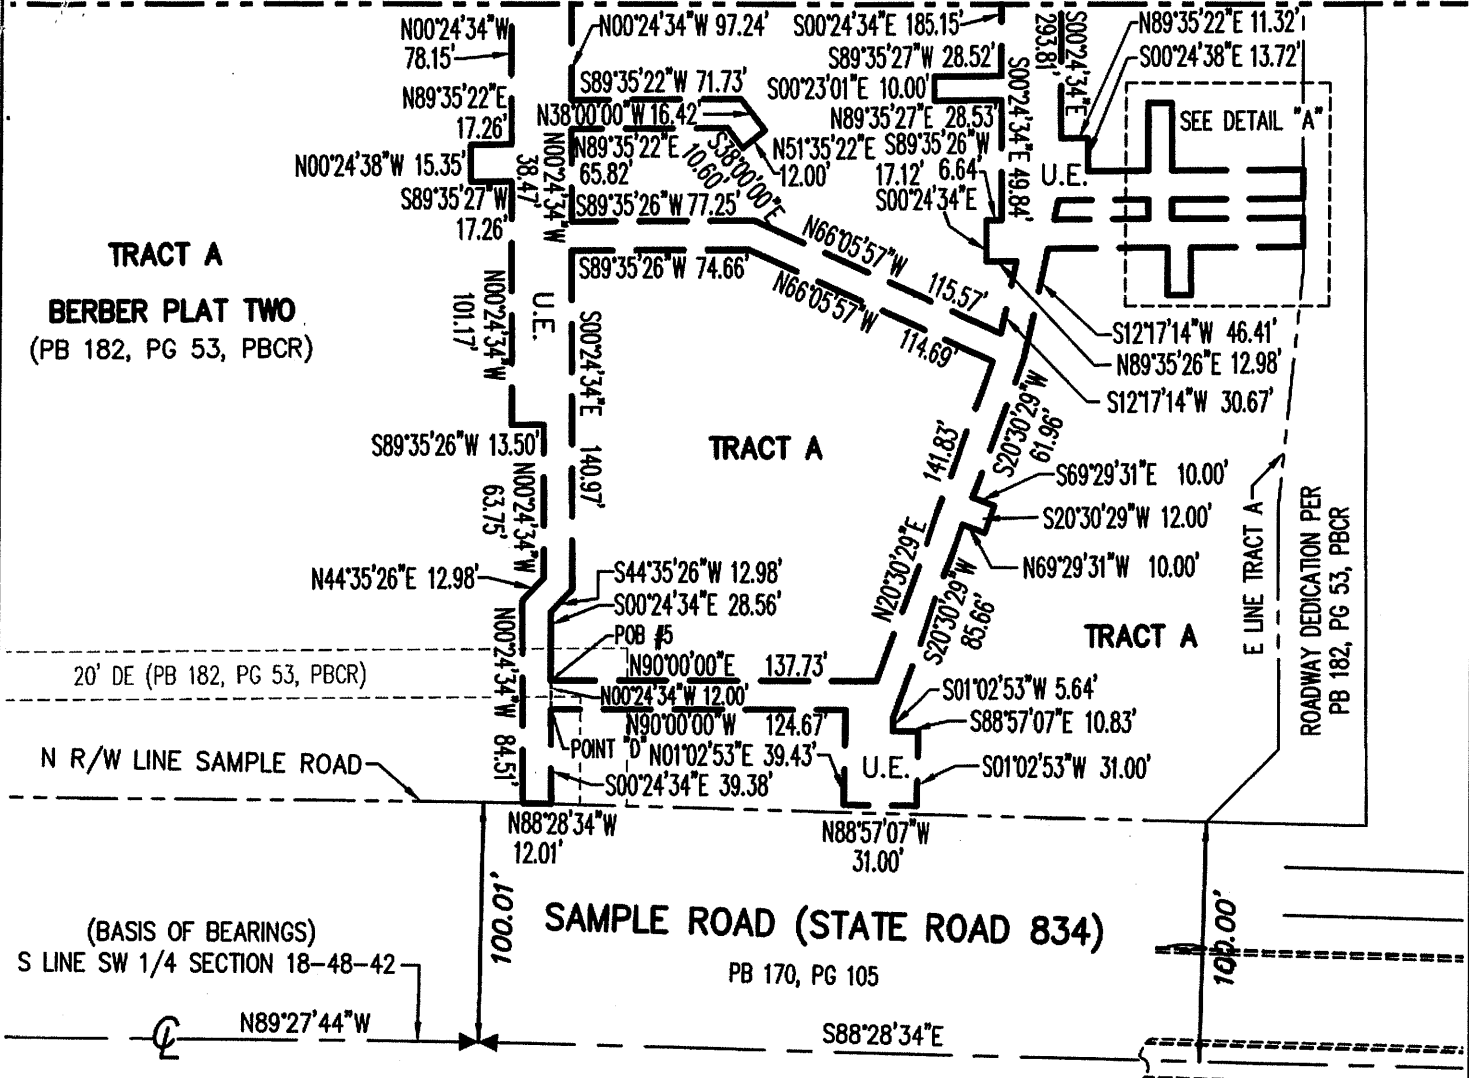 N00°24'34"W
78.15'
N00°24'34"W 97.24'
S00°24'34"E 185.15'
S00°24'34"E
293.81'
N89°35'22"E 11.32'
S00°24'38"E 13.72'
S89°35'27"W 28.52'
S89°35'22"W 71.73'
S00°23'01"E 10.00'
N89°35'22"E
17.26'
N38°00'00"W 16.42'
N89°35'27"E 28.53'
S00°24'34"E 49.84'
SEE DETAIL "A"
N00°24'38"W 15.35'
38.47'
N00°24'34"W
N89°35'22"E
65.82'
S38°00'00"E
10.60'
N51°35'22"E
12.00'
S89°35'26"W
17.12'
6.64'
S00°24'34"E
U.E.
S89°35'27"W
17.26'
S89°35'26"W 77.25'
TRACT A
BERBER PLAT TWO
(PB 182, PG 53, PBCR)
N00°24'34"W
101.17'
U.E.
S89°35'26"W 74.66'
N66°05'57"W
115.57'
N66°05'57"W
114.69'
S00°24'34"E
140.97'
S12°17'14"W 46.41'
N89°35'26"E 12.98'
S12°17'14"W 30.67'
S89°35'26"W 13.50'
TRACT A
141.83'
N20°30'29"E
S20°30'29"W
61.96'
S69°29'31"E 10.00'
S20°30'29"W 12.00'
N69°29'31"W 10.00'
N00°24'34"W
63.75'
N44°35'26"E 12.98'
S44°35'26"W 12.98'
S00°24'34"E 28.56'
POB #5
S20°30'29"W
85.66'
TRACT A
E LINE TRACT A
ROADWAY DEDICATION PER
PB 182, PG 53, PBCR
20' DE (PB 182, PG 53, PBCR)
N90°00'00"E 137.73'
N00°24'34"W 12.00'
N90°00'00"W 124.67'
S01°02'53"W 5.64'
S88°57'07"E 10.83'
N00°24'34"W 84.51'
POINT "D"
N01°02'53"E 39.43'
U.E.
S01°02'53"W 31.00'
N R/W LINE SAMPLE ROAD
S00°24'34"E 39.38'
N88°28'34"W
12.01'
N88°57'07"W
31.00'
100.01'
SAMPLE ROAD (STATE ROAD 834)
PB 170, PG 105
100.00'
(BASIS OF BEARINGS)
S LINE SW 1/4 SECTION 18-48-42
N89°27'44"W
S88°28'34"E